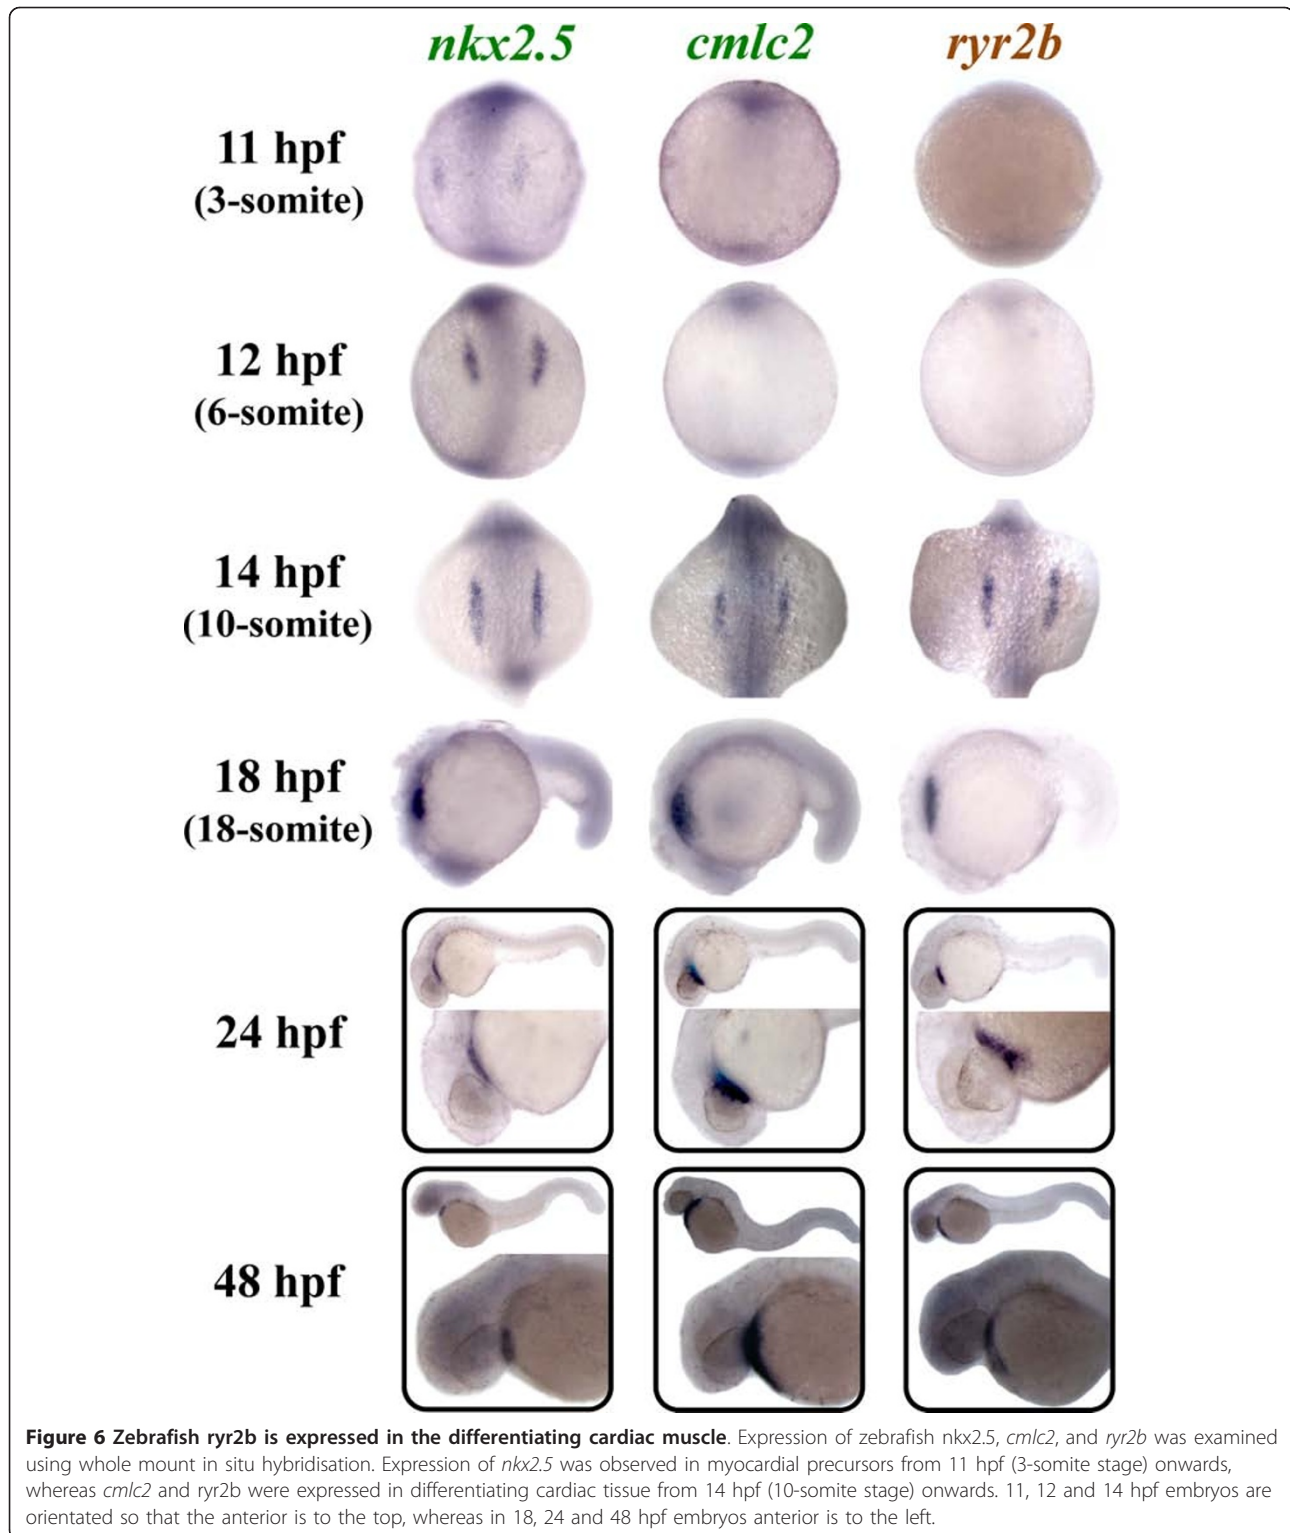 nkx2.5 cmlc2 ryr2b
11 hpf
(3-somite)
12 hpf
(6-somite)
14 hpf
(10-somite)
18 hpf
(18-somite)
24 hpf
48 hpf
Figure 6 Zebrafish ryr2b is expressed in the differentiating cardiac muscle. Expression of zebrafish nkx2.5, cmlc2, and ryr2b was examined
using whole mount in situ hybridisation. Expression of nkx2.5 was observed in myocardial precursors from 11 hpf (3-somite stage) onwards,
whereas cmlc2 and ryr2b were expressed in differentiating cardiac tissue from 14 hpf (10-somite stage) onwards. 11, 12 and 14 hpf embryos are
orientated so that the anterior is to the top, whereas in 18, 24 and 48 hpf embryos anterior is to the left.